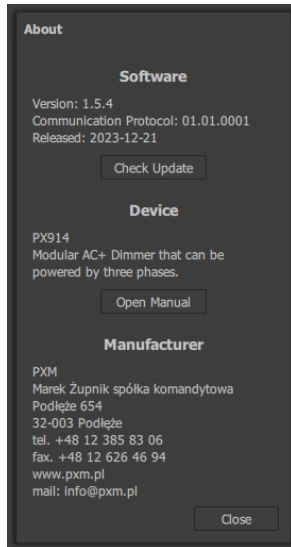 About
Software
Version: 1.5.4
Communication Protocol: 01.01.0001
Released: 2023-12-21
Check Update
Device
PX914
Modular AC+ Dimmer that can be
powered by three phases.
Open Manual
Manufacturer
PXM
Marek Żupnik spółka komandytowa
Podłęże 654
32-003 Podłęże
tel. +48 12 385 83 06
fax. +48 12 626 46 94
www.pxm.pl
mail: info@pxm.pl
Close